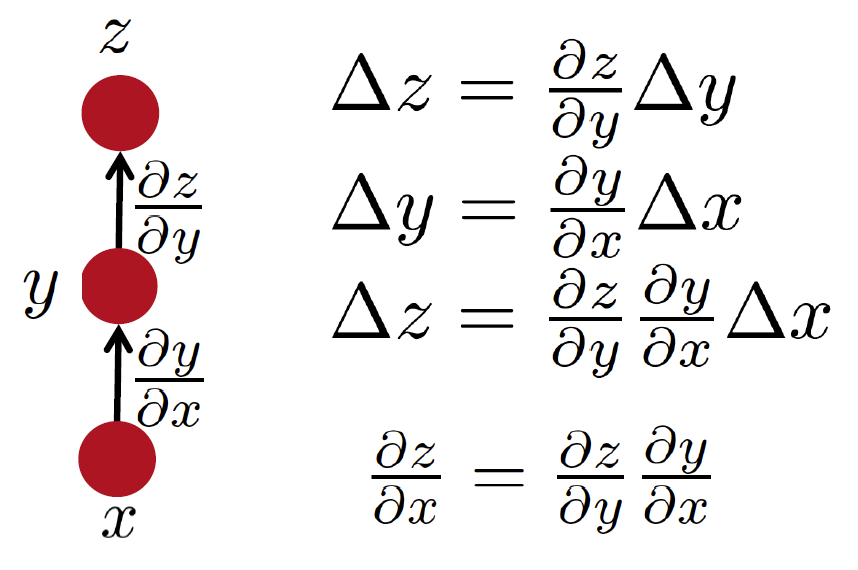 z
∂z/∂y
y
∂y/∂x
x
Δz = ∂z/∂y Δy
Δy = ∂y/∂x Δx
Δz = ∂z/∂y ∂y/∂x Δx
∂z/∂x = ∂z/∂y ∂y/∂x